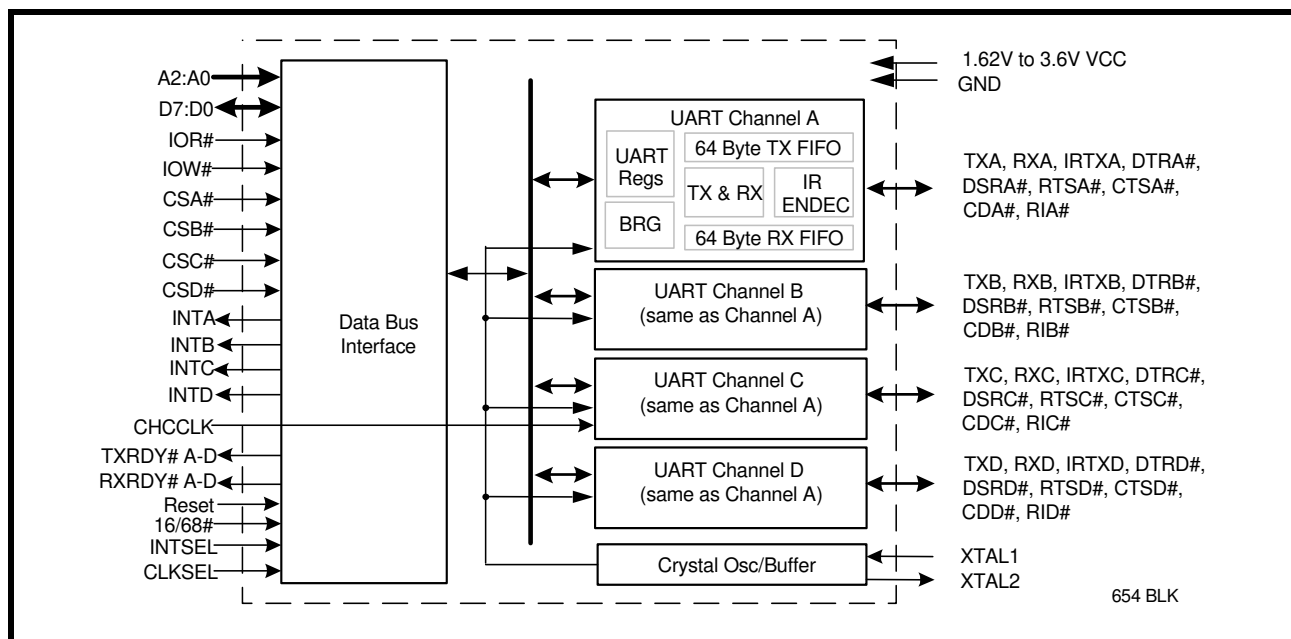 A2:A0
D7:D0
IOR#
IOW#
CSA#
CSB#
CSC#
CSD#
INTA
INTB
INTC
INTD
CHCCLK
TXRDY# A-D
RXRDY# A-D
Reset
16/68#
INTSEL
CLKSEL
Data Bus
Interface
UART Channel A
UART
Regs
64 Byte TX FIFO
TX & RX
IR
ENDEC
BRG
64 Byte RX FIFO
UART Channel B
(same as Channel A)
UART Channel C
(same as Channel A)
UART Channel D
(same as Channel A)
Crystal Osc/Buffer
1.62V to 3.6V VCC
GND
TXA, RXA, IRTXA, DTRA#,
DSRA#, RTSA#, CTSA#,
CDA#, RIA#
TXB, RXB, IRTXB, DTRB#,
DSRB#, RTSB#, CTSB#,
CDB#, RIB#
TXC, RXC, IRTXC, DTRC#,
DSRC#, RTSC#, CTSC#,
CDC#, RIC#
TXD, RXD, IRTXD, DTRD#,
DSRD#, RTSD#, CTSD#,
CDD#, RID#
XTAL1
XTAL2
654 BLK